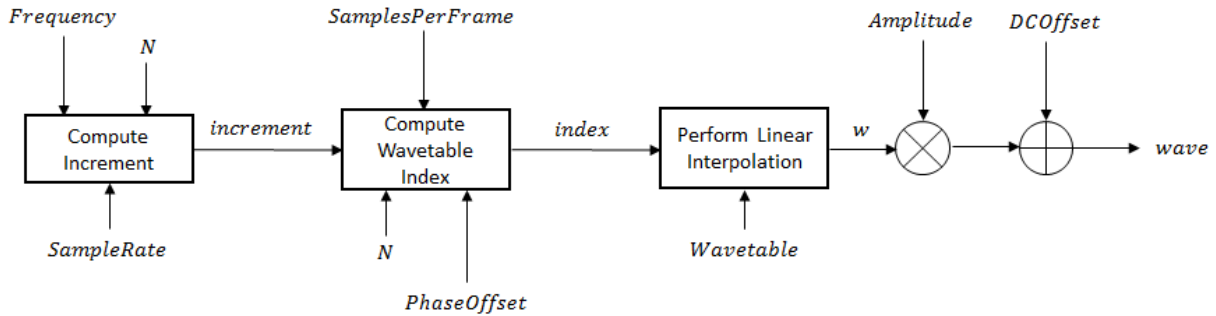 Frequency
N
SamplesPerFrame
Amplitude
DCOffset
Compute
Increment
increment
Compute
Wavetable
Index
index
Perform Linear
Interpolation
w
wave
SampleRate
N
Wavetable
PhaseOffset